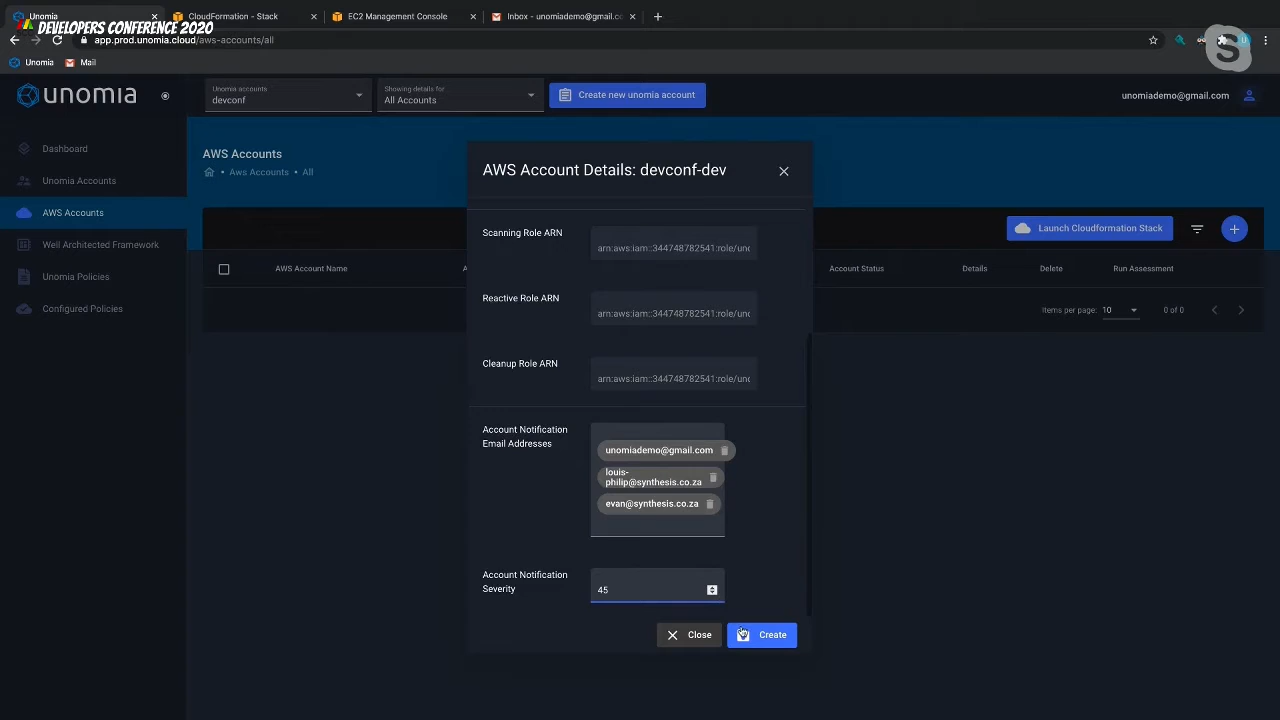 Unomia
CloudFormation - Stack
EC2 Management Console
Inbox - unomiademo@gmail.co
DEVELOPERS CONFERENCE 2020
app.prod.unomia.cloud/aws-accounts/all
Unomia
Mail
unomia
Unomia accounts
devconf
Showing details for
All Accounts
Create new unomia account
unomiademo@gmail.com
Dashboard
Unomia Accounts
AWS Accounts
Well Architected Framework
Unomia Policies
Configured Policies
AWS Accounts
AWS Accounts • All
Launch Cloudformation Stack
AWS Account Name
A
Account Status
Details
Delete
Run Assessment
Items per page: 10
0 of 0
AWS Account Details: devconf-dev
Scanning Role ARN
arn:aws:iam::344748782541:role/unc
Reactive Role ARN
arn:aws:iam::344748782541:role/unc
Cleanup Role ARN
arn:aws:iam::344748782541:role/unc
Account Notification
Email Addresses
unomiademo@gmail.com
louis-
philip@synthesis.co.za
evan@synthesis.co.za
Account Notification
Severity
45
Close
Create